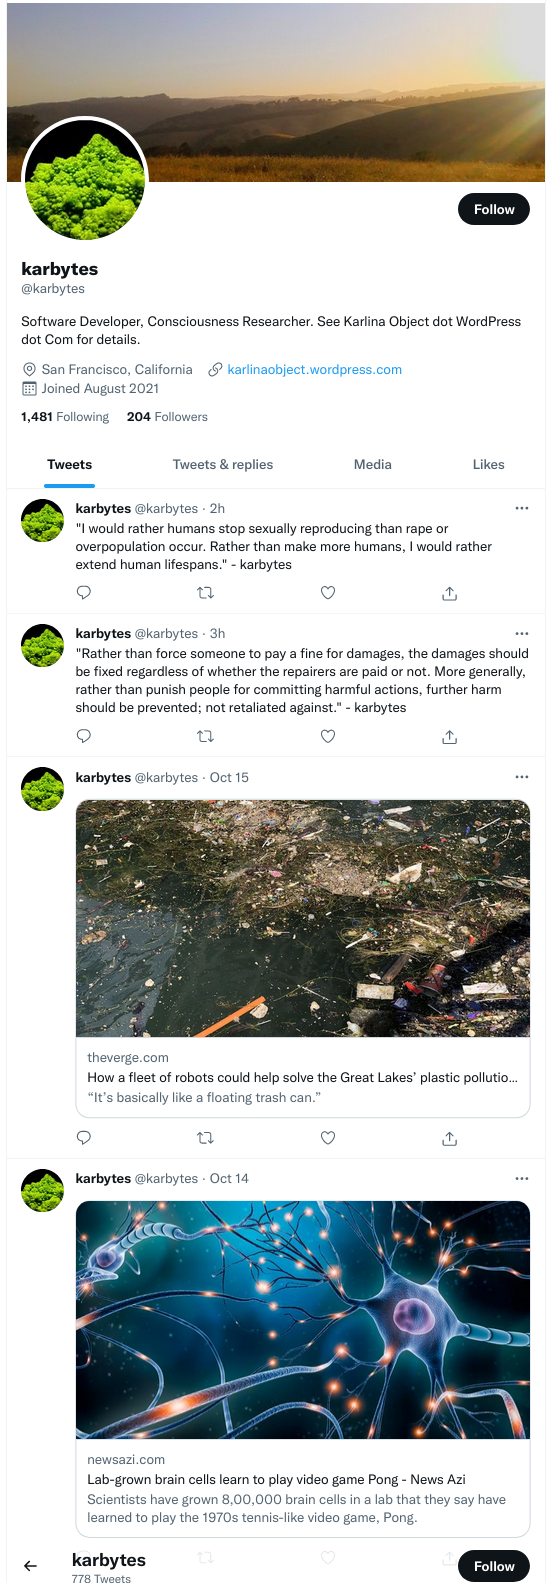 Follow
karbytes
@karbytes
Software Developer, Consciousness Researcher. See Karlina Object dot WordPress
dot Com for details.
San Francisco, California karlinaobject.wordpress.com
Joined August 2021
1,481 Following 204 Followers
Tweets Tweets & replies Media Likes
karbytes @karbytes · 2h
"I would rather humans stop sexually reproducing than rape or
overpopulation occur. Rather than make more humans, I would rather
extend human lifespans." - karbytes
karbytes @karbytes · 3h
"Rather than force someone to pay a fine for damages, the damages should
be fixed regardless of whether the repairers are paid or not. More generally,
rather than punish people for committing harmful actions, further harm
should be prevented; not retaliated against." - karbytes
karbytes @karbytes · Oct 15
theverge.com
How a fleet of robots could help solve the Great Lakes’ plastic pollutio...
“It’s basically like a floating trash can.”
karbytes @karbytes · Oct 14
newsazi.com
Lab-grown brain cells learn to play video game Pong - News Azi
Scientists have grown 8,00,000 brain cells in a lab that they say have
learned to play the 1970s tennis-like video game, Pong.
karbytes
Follow
778 Tweets